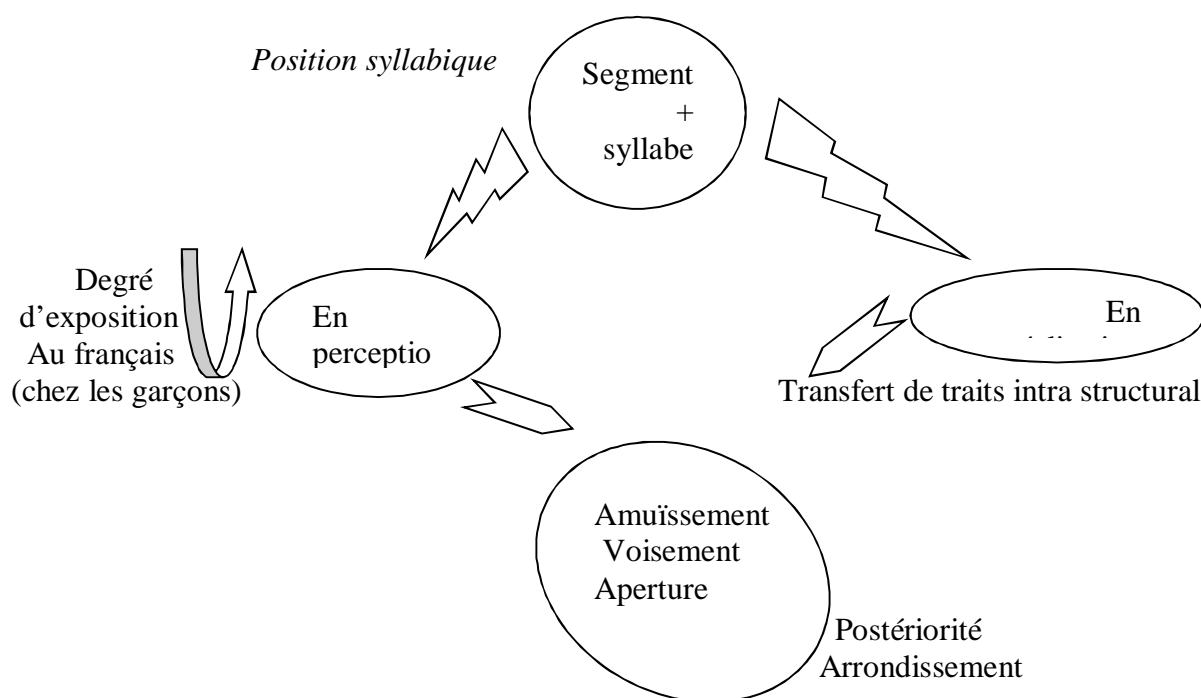 Position syllabique
Segment
+
syllabe
Degré
d'exposition
Au français
(chez les garçons)
En
perceptio
En
Transfert de traits intra structural
Amuïssement
Voisement
Aperture
Postériorité
Arrondissement